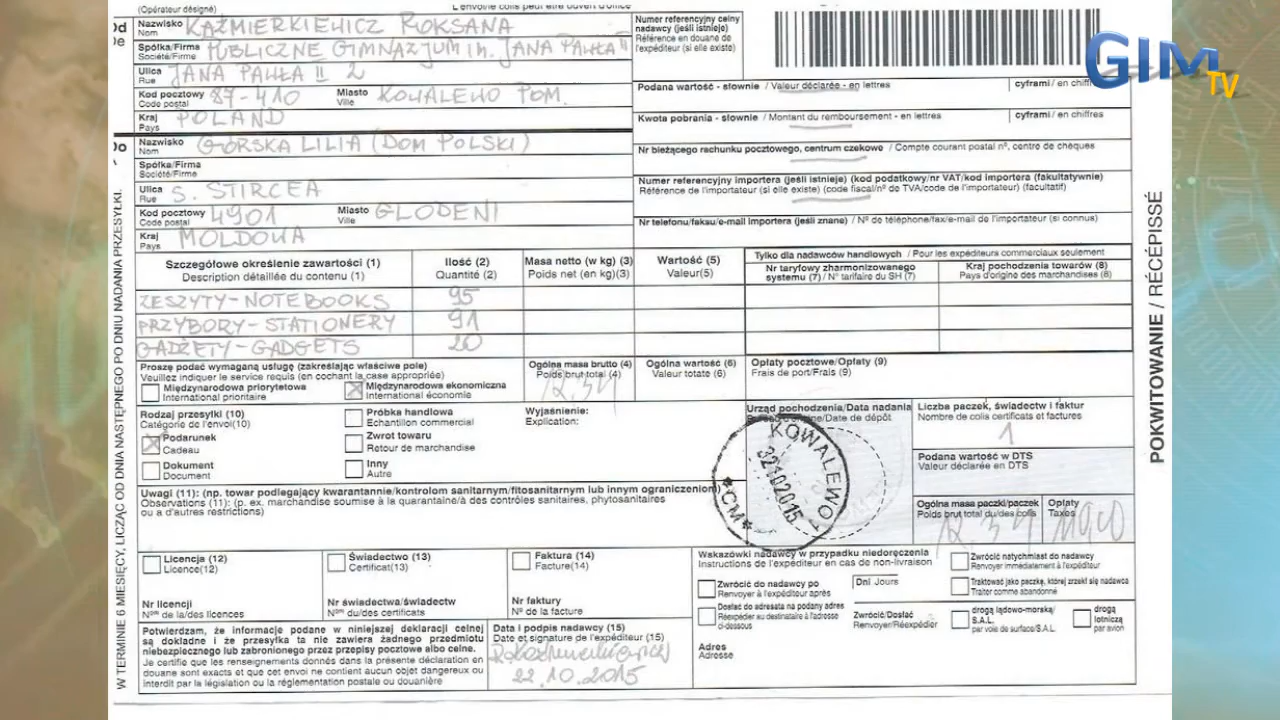 (Opérateur désigné)
L'envoi/le colis peut être ouvert d'office
Od
De
Nazwisko
Nom
KAŹMIERKIEWICZ ROKSANA
Spółka/Firma
Société/Firme
PUBLICZNE GIMNAZJUM im. JANA PAWŁA II
Ulica
Rue
JANA PAWŁA II 2
Kod pocztowy
Code postal
87-410
Miasto
Ville
KOWALEWO POM.
Kraj
Pays
POLAND
Numer referencyjny celny
nadawcy (jeśli istnieje)
Référence en douane de
l'expéditeur (si elle existe)
GIM
TV
Podana wartość - słownie / Valeur déclarée - en lettres
cyframi / en chiffres
Kwota pobrania - słownie / Montant du remboursement - en lettres
cyframi / en chiffres
Nr bieżącego rachunku pocztowego, centrum czekowe / Compte courant postal n°, centre de chèques
Numer referencyjny importera (jeśli istnieje) (kod podatkowy/nr VAT/kod importera (fakultatywnie)
Référence de l'importateur (si elle existe) (code fiscal/n° de TVA/code de l'importateur) (facultatif)
Nr telefonu/faksu/e-mail importera (jeśli znane) / N° de téléphone/fax/e-mail de l'importateur (si connus)
Do
A
Nazwisko
Nom
GÓRSKA LILIA (DOM POLSKI)
Spółka/Firma
Société/Firme
Ulica
Rue
S. STIRCEA
Kod pocztowy
Code postal
4901
Miasto
Ville
GLODENI
Kraj
Pays
MOLDOWA
Szczegółowe określenie zawartości (1)
Description détaillée du contenu (1)
Ilość (2)
Quantité (2)
Masa netto (w kg) (3)
Poids net (en kg)(3)
Wartość (5)
Valeur(5)
Tylko dla nadawców handlowych / Pour les expéditeurs commerciaux seulement
Nr taryfowy zharmonizowanego
systemu (7) / N° tarifaire du SH (7)
Kraj pochodzenia towarów (8)
Pays d'origine des marchandises (8)
ZESZYTY-NOTEBOOKS 95
PRZYBORY-STATIONERY 91
GADŻETY-GADGETS 20
Proszę podać wymaganą usługę (zakreślając właściwe pole)
Veuillez indiquer le service requis (en cochant la case appropriée)
Międzynarodowa priorytetowa
International prioritaire
Międzynarodowa ekonomiczna
International économie
Ogólna masa brutto (4)
Poids brut total (4)
12,34
Ogólna wartość (6)
Valeur totale (6)
Opłaty pocztowe/Opłaty (9)
Frais de port/Frais (9)
Rodzaj przesyłki (10)
Catégorie de l'envoi(10)
Podarunek
Cadeau
Dokument
Document
Próbka handlowa
Echantillon commercial
Zwrot towaru
Retour de marchandise
Inny
Autre
Wyjaśnienie:
Explication:
Urząd pochodzenia/Data nadania
Bureau d'origine/Date de dépôt
KOWALEWO
*CM*
Liczba paczek, świadectw i faktur
Nombre de colis certificats et factures
1
Podana wartość w DTS
Valeur déclarée en DTS
Ogólna masa paczki/paczek
Poids brut total du/des colis
12,34
Opłaty
Taxes
Uwagi (11): (np. towar podlegający kwarantannie/kontrolom sanitarnym/fitosanitarnym lub innym ograniczeniom)
Observations (11): (p. ex. marchandise soumise à la quarantaine/à des contrôles sanitaires, phytosanitaires
ou à d'autres restrictions)
Licencja (12)
Licence(12)
Nr licencji
Nos de la/des licences
Świadectwo (13)
Certificat(13)
Nr świadectwa/świadectw
Nos du/des certificats
Faktura (14)
Facture(14)
Nr faktury
N° de la facture
Wskazówki nadawcy w przypadku niedoręczenia
Instructions de l'expéditeur en cas de non-livraison
Zwrócić do nadawcy po
Renvoyer à l'expéditeur après
Dni Jours
Dosłać do adresata na podany adres
Réexpédier au destinataire à l'adresse
ci-dessous
Zwrócić/Dosłać
Renvoyer/Réexpédier
Adres
Adresse
Zwrócić natychmiast do nadawcy
Renvoyer immédiatement à l'expéditeur
Traktować jako paczkę, której zrzekł się nadawca
Traiter comme abandonné
drogą lądowo-morską/
S.A.L.
par voie de surface/S.A.L.
drogą
lotniczą
par avion
Potwierdzam, że informacje podane w niniejszej deklaracji celnej
są dokładne i że przesyłka ta nie zawiera żadnego przedmiotu
niebezpiecznego lub zabronionego przez przepisy pocztowe albo celne.
Je certifie que les renseignements donnés dans la présente déclaration en
douane sont exacts et que cet envoi ne contient aucun objet dangereux ou
interdit par la législation ou la réglementation postale ou douanière
Data i podpis nadawcy (15)
Date et signature de l'expéditeur (15)
22.10.2015
W TERMINIE 6 MIESIĘCY, LICZĄC OD DNIA NASTĘPNEGO PO DNIU NADANIA PRZESYŁKI.
POKWITOWANIE / RÉCÉPISSÉ